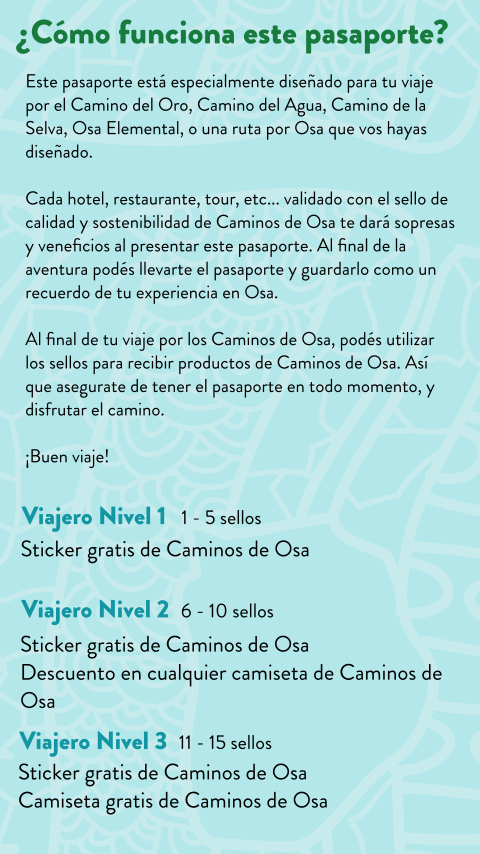 ¿Cómo funciona este pasaporte?
Este pasaporte está especialmente diseñado para tu viaje
por el Camino del Oro, Camino del Agua, Camino de la
Selva, Osa Elemental, o una ruta por Osa que vos hayas
diseñado.
Cada hotel, restaurante, tour, etc... validado con el sello de
calidad y sostenibilidad de Caminos de Osa te dará sopresas
y veneficios al presentar este pasaporte. Al final de la
aventura podés llevarte el pasaporte y guardarlo como un
recuerdo de tu experiencia en Osa.
Al final de tu viaje por los Caminos de Osa, podés utilizar
los sellos para recibir productos de Caminos de Osa. Así
que asegurate de tener el pasaporte en todo momento, y
disfrutar el camino.
¡Buen viaje!
Viajero Nivel 1 1 - 5 sellos
Sticker gratis de Caminos de Osa
Viajero Nivel 2 6 - 10 sellos
Sticker gratis de Caminos de Osa
Descuento en cualquier camiseta de Caminos de
Osa
Viajero Nivel 3 11 - 15 sellos
Sticker gratis de Caminos de Osa
Camiseta gratis de Caminos de Osa